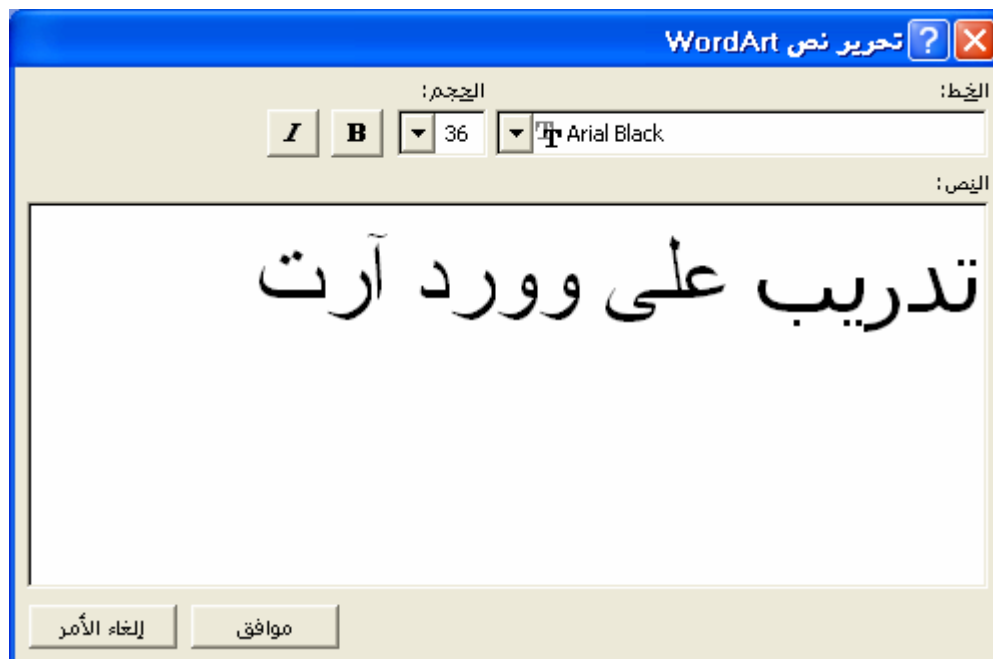 تحرير نص WordArt
الخط:
الحجم:
Arial Black
36
B
I
النص:
تدريب على وورد آرت
موافق
إلغاء الأمر